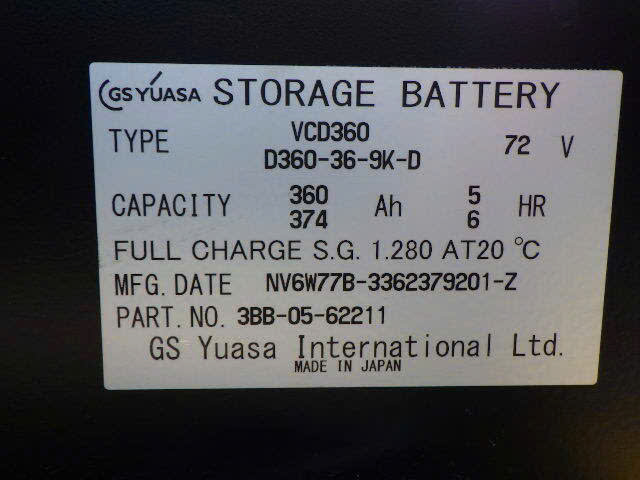 GS YUASA STORAGE BATTERY
TYPE VCD360 72 V
D360-36-9K-D
CAPACITY 360 Ah 5 HR
374 6
FULL CHARGE S.G. 1.280 AT20 ℃
MFG. DATE NV6W77B-3362379201-Z
PART. NO. 3BB-05-62211
GS Yuasa International Ltd.
MADE IN JAPAN